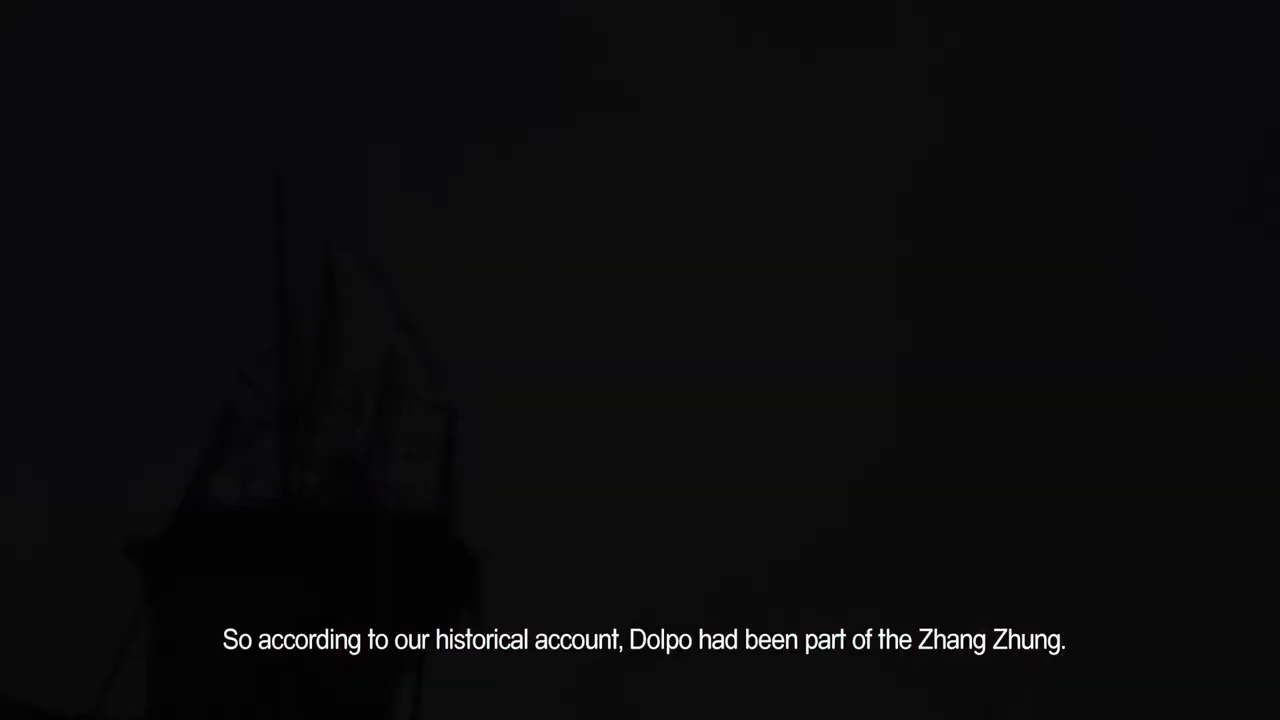 So according to our historical account, Dolpo had been part of the Zhang Zhung.